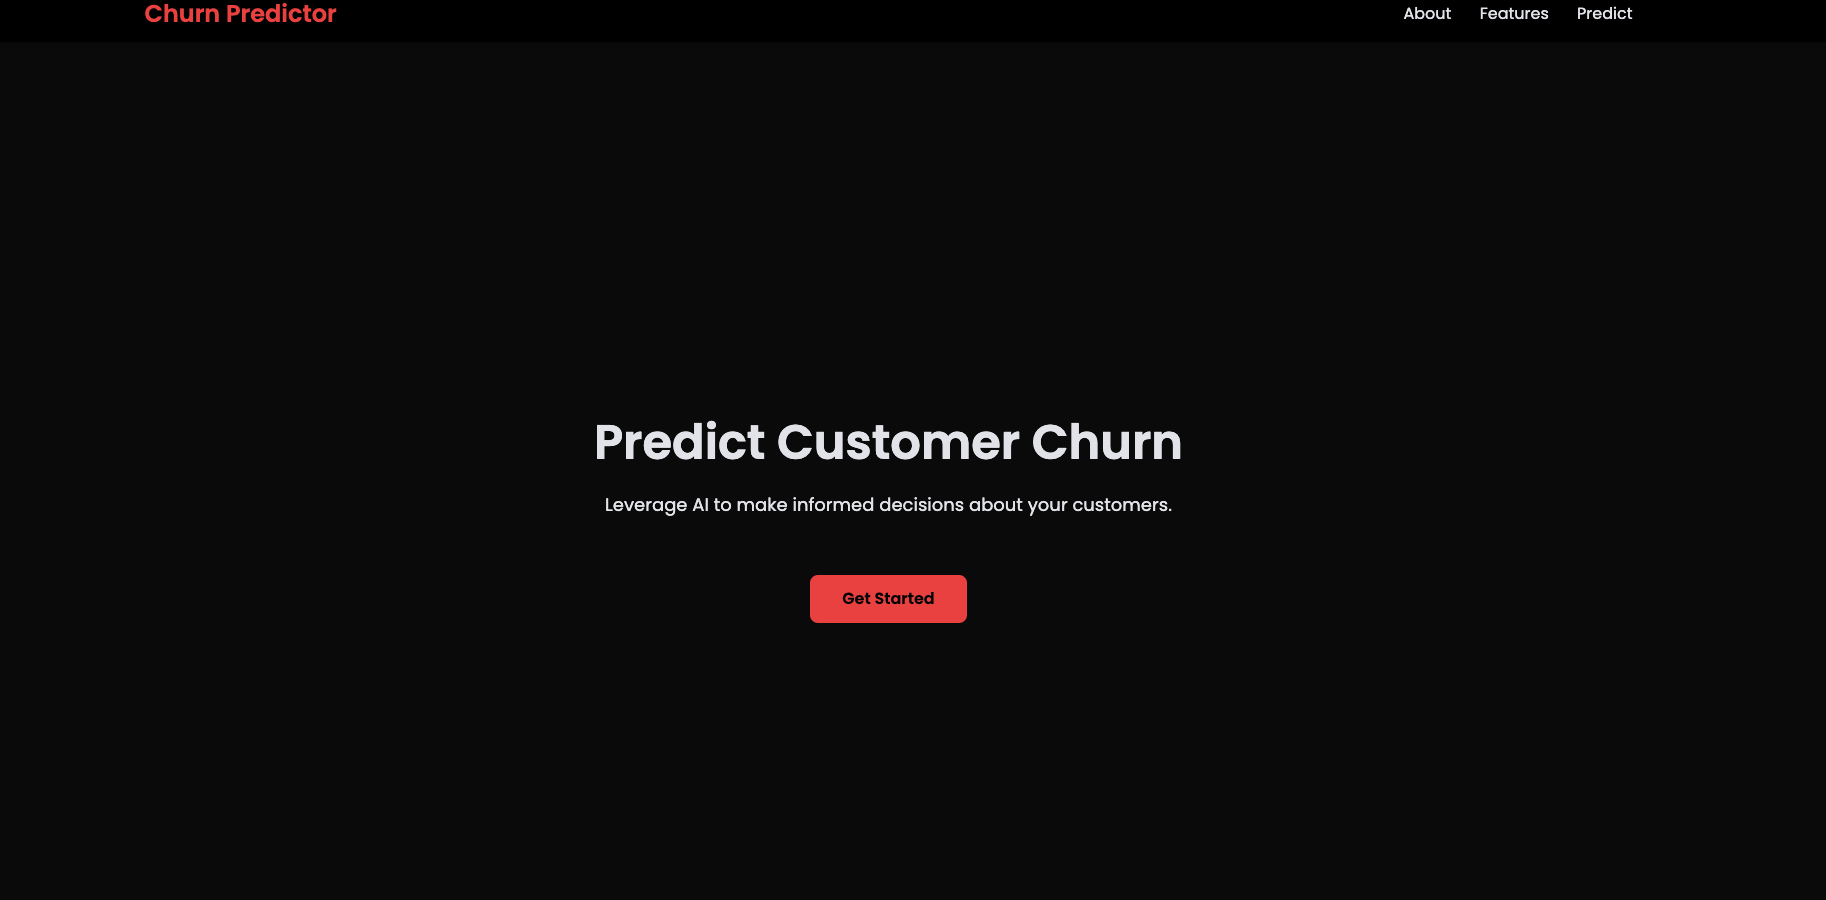 Churn Predictor
About Features Predict
Predict Customer Churn
Leverage AI to make informed decisions about your customers.
Get Started